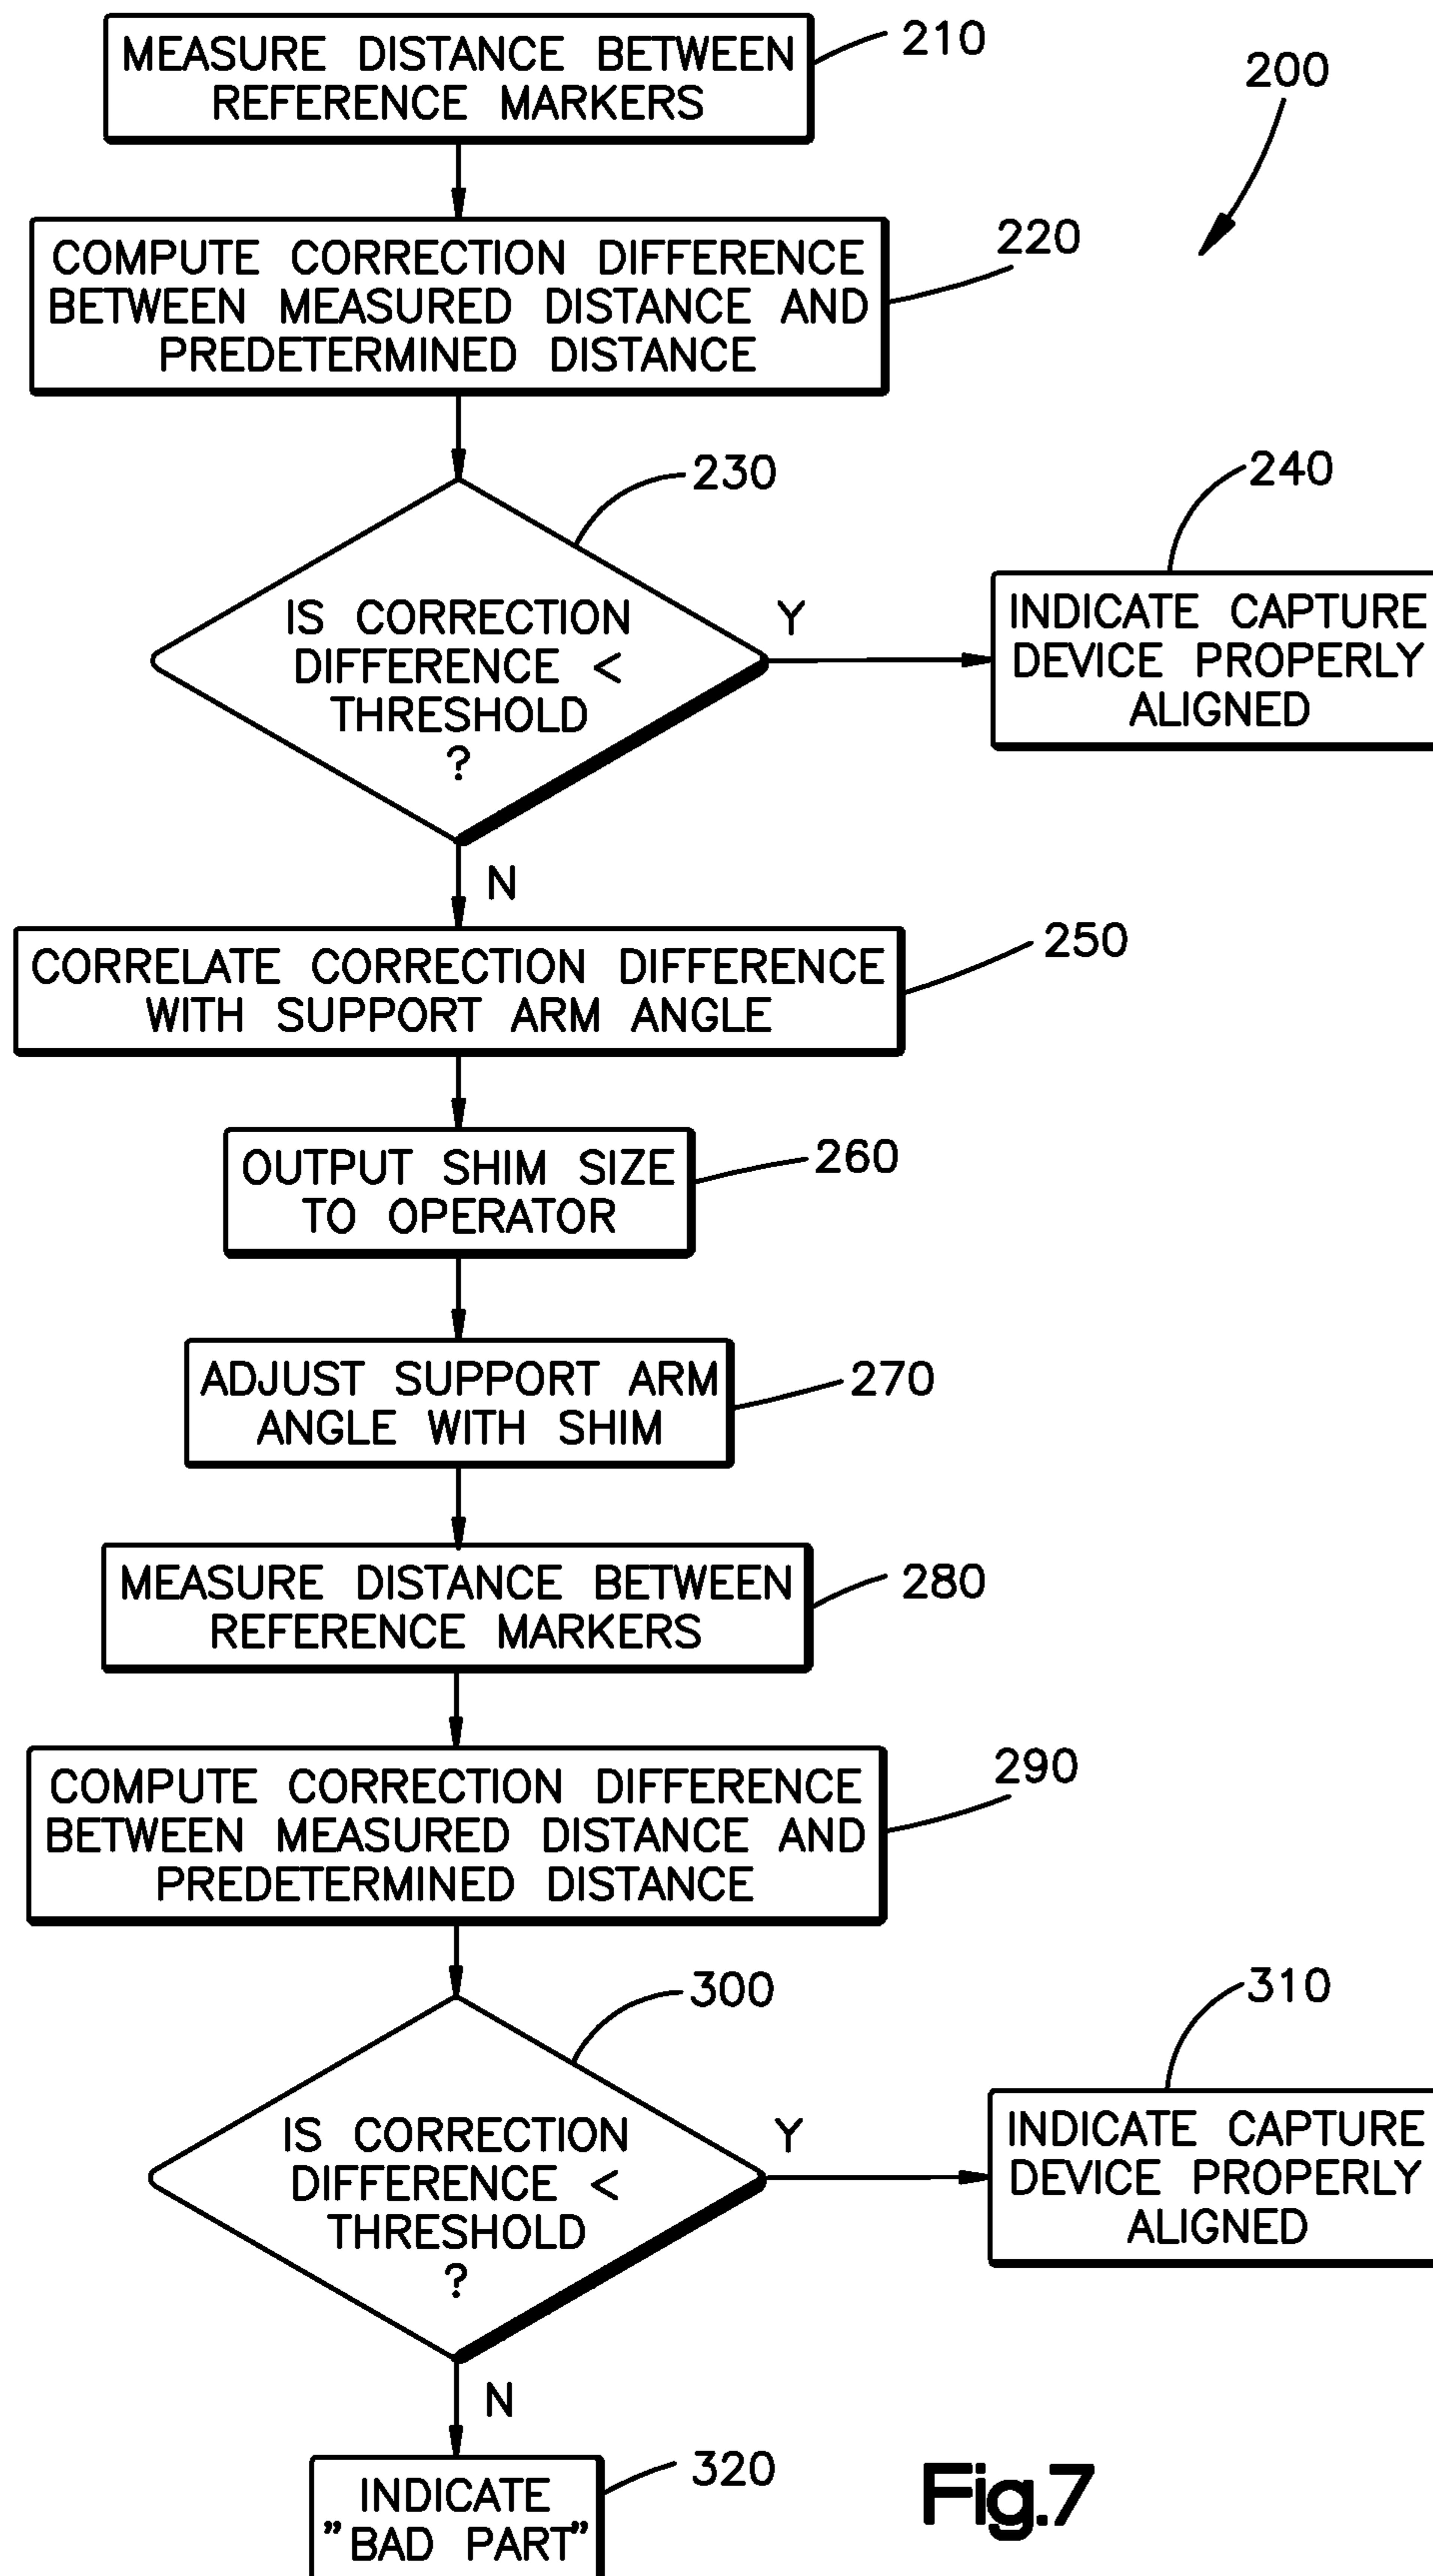 MEASURE DISTANCE BETWEEN
REFERENCE MARKERS
210
200
COMPUTE CORRECTION DIFFERENCE
BETWEEN MEASURED DISTANCE AND
PREDETERMINED DISTANCE
220
230
IS CORRECTION
DIFFERENCE <
THRESHOLD
?
Y
240
INDICATE CAPTURE
DEVICE PROPERLY
ALIGNED
N
CORRELATE CORRECTION DIFFERENCE
WITH SUPPORT ARM ANGLE
250
OUTPUT SHIM SIZE
TO OPERATOR
260
ADJUST SUPPORT ARM
ANGLE WITH SHIM
270
MEASURE DISTANCE BETWEEN
REFERENCE MARKERS
280
COMPUTE CORRECTION DIFFERENCE
BETWEEN MEASURED DISTANCE AND
PREDETERMINED DISTANCE
290
300
IS CORRECTION
DIFFERENCE <
THRESHOLD
?
Y
310
INDICATE CAPTURE
DEVICE PROPERLY
ALIGNED
N
INDICATE
"BAD PART"
320
Fig.7